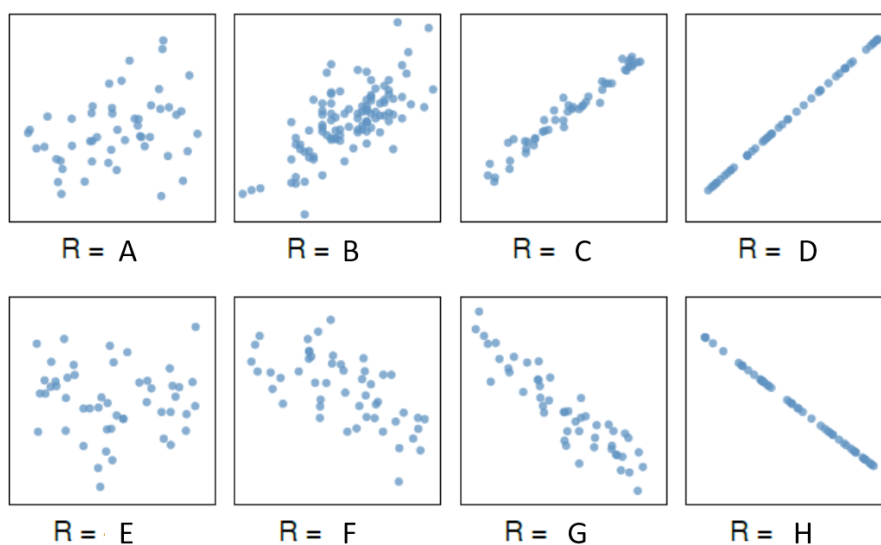 R = A R = B R = C R = D
R = E R = F R = G R = H